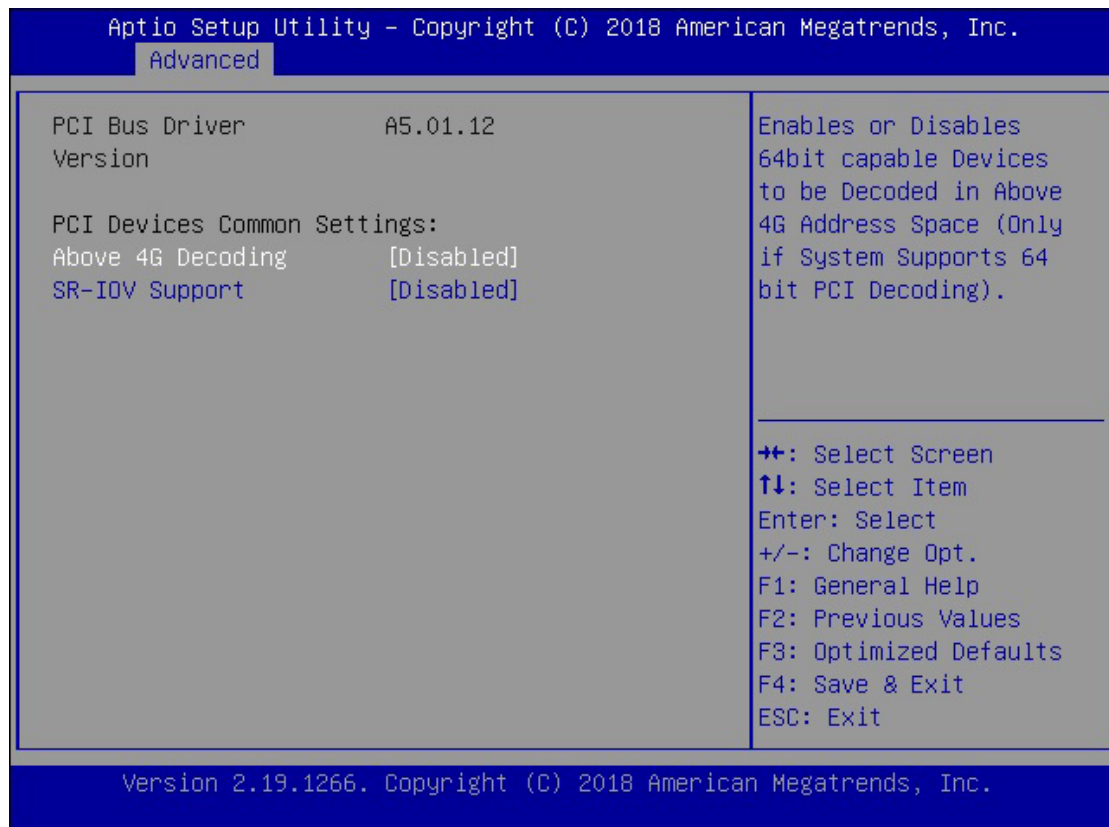 Aptio Setup Utility – Copyright (C) 2018 American Megatrends, Inc.
Advanced
PCI Bus Driver A5.01.12
Version
PCI Devices Common Settings:
Above 4G Decoding [Disabled]
SR-IOV Support [Disabled]
Enables or Disables
64bit capable Devices
to be Decoded in Above
4G Address Space (Only
if System Supports 64
bit PCI Decoding).
→←: Select Screen
↑↓: Select Item
Enter: Select
+/-: Change Opt.
F1: General Help
F2: Previous Values
F3: Optimized Defaults
F4: Save & Exit
ESC: Exit
Version 2.19.1266. Copyright (C) 2018 American Megatrends, Inc.